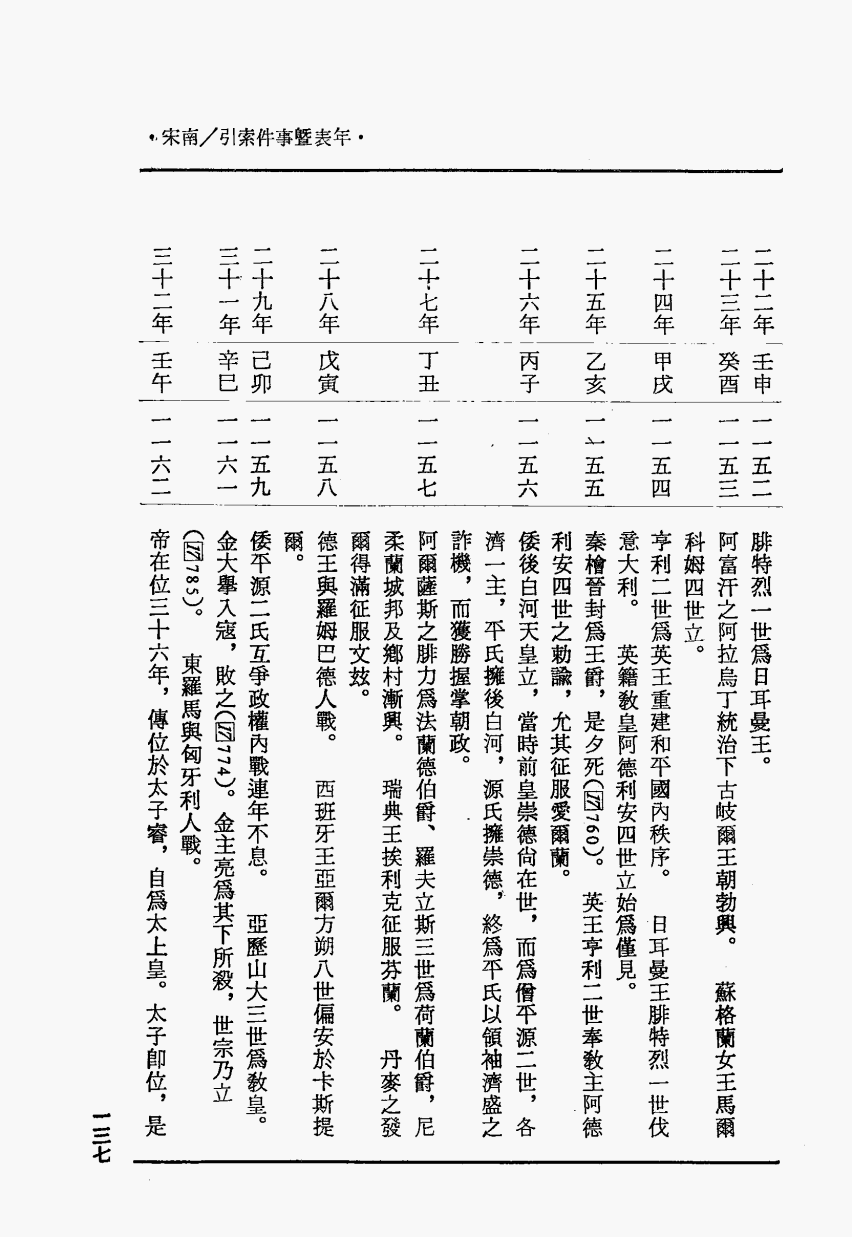 •年表暨事件索引／南宋•
二十二年 壬申 一一五二 腓特烈一世爲日耳曼王。
二十三年 癸酉 一一五三 阿富汗之阿拉烏丁統治下古岐爾王朝勃興。 蘇格蘭女王馬爾
科姆四世立。
二十四年 甲戌 一一五四 亨利二世爲英王重建和平國內秩序。 日耳曼王腓特烈一世伐
意大利。 英籍敎皇阿德利安四世立始爲僅見。
二十五年 乙亥 一一五五 秦檜晉封爲王爵，是夕死(760)。 英王亨利二世奉敎主阿德
利安四世之勅諭，允其征服愛爾蘭。
二十六年 丙子 一一五六 倭後白河天皇立，當時前皇崇德尙在世，而爲僧平源二世，各
濟一主，平氏擁後白河，源氏擁崇德，終爲平氏以領袖濟盛之
詐機，而獲勝握掌朝政。
二十七年 丁丑 一一五七 阿爾薩斯之腓力爲法蘭德伯爵、羅夫立斯三世爲荷蘭伯爵，尼
柔蘭城邦及鄕村漸興。 瑞典王挨利克征服芬蘭。 丹麥之發
爾得滿征服文玆。
二十八年 戊寅 一一五八 德王與羅姆巴德人戰。 西班牙王亞爾方朔八世偏安於卡斯提
爾。
二十九年 己卯 一一五九 倭平源二氏互爭政權內戰連年不息。 亞歷山大三世爲敎皇。
三十一年 辛巳 一一六一 金大舉入寇，敗之(774)。金主亮爲其下所殺，世宗乃立
(785)。 東羅馬與匈牙利人戰。
三十二年 壬午 一一六二 帝在位三十六年，傳位於太子睿，自爲太上皇。太子卽位，是
一三七